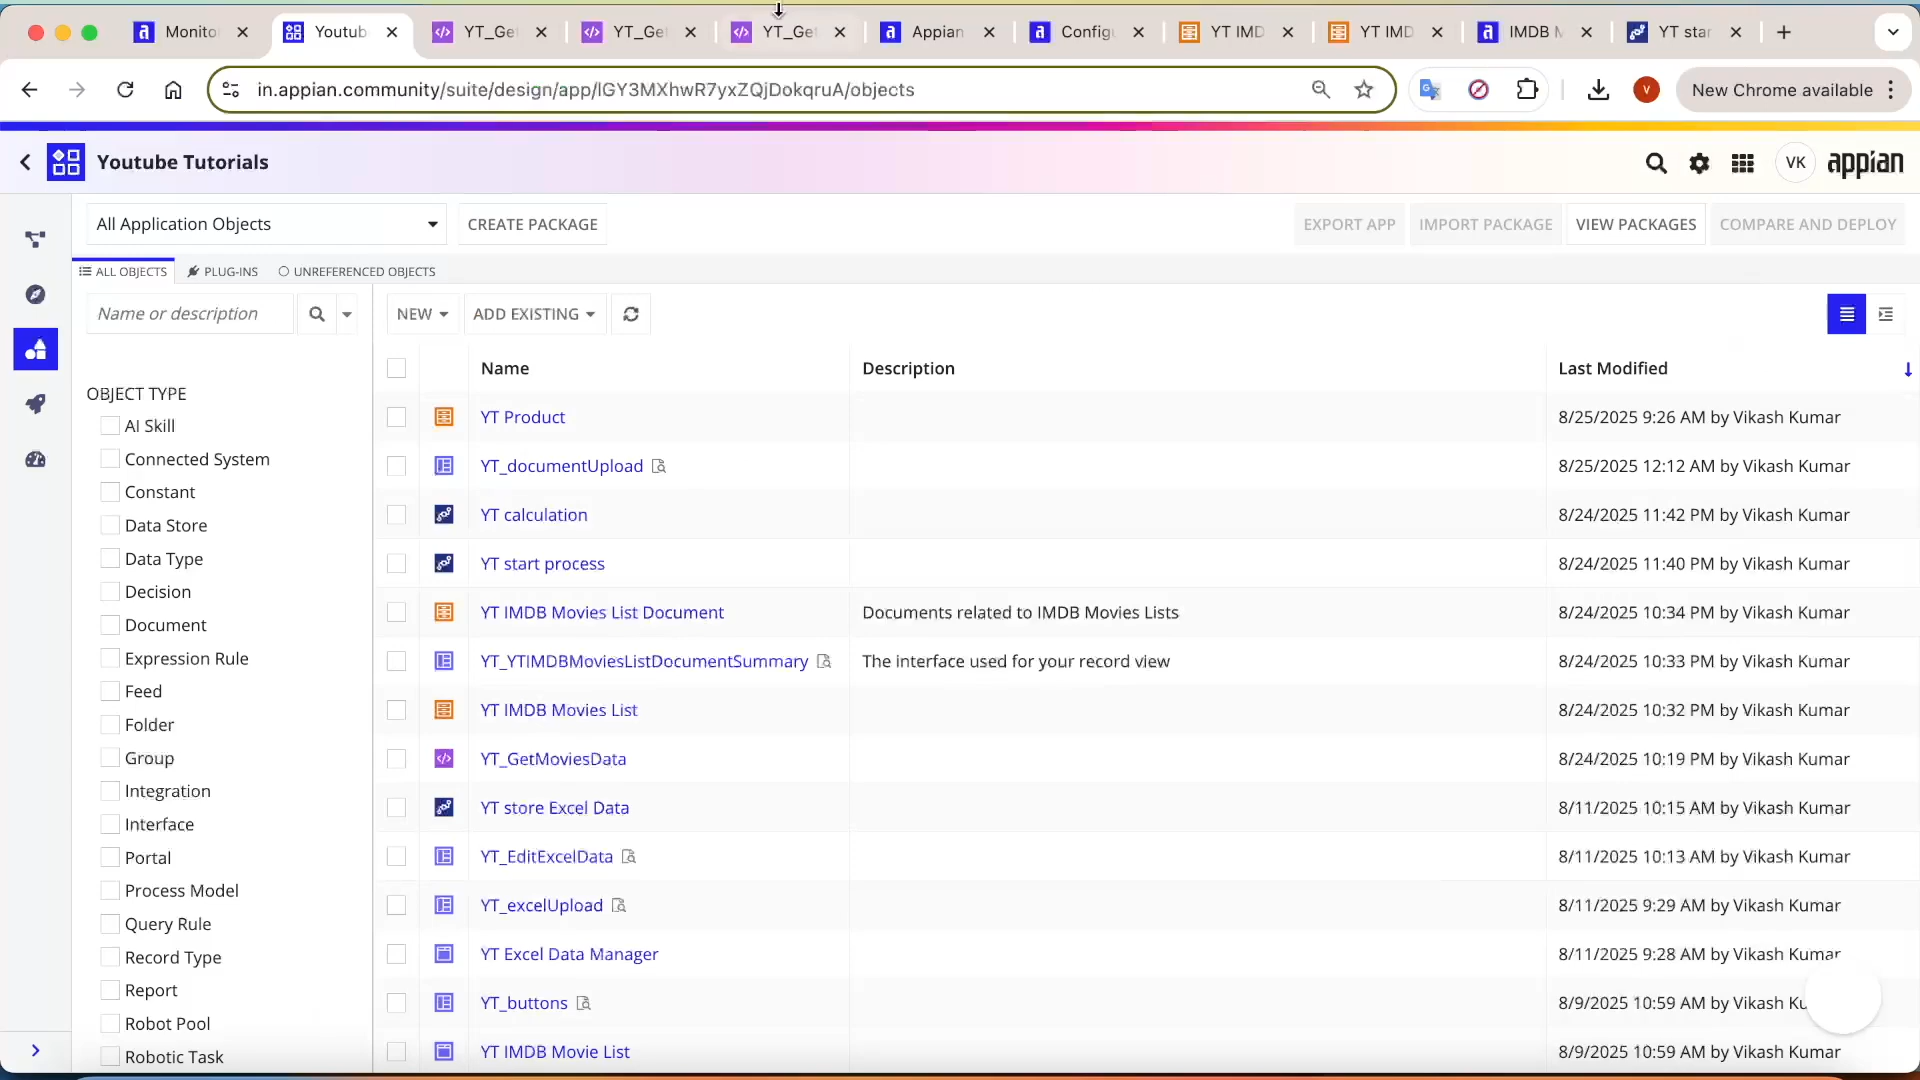 Monito
Youtub
YT_Get
YT_Get
YT_Get
Appian
Config
YT IMD
YT IMD
IMDB M
YT star
in.appian.community/suite/design/app/lGY3MXhwR7yxZQjDokqruA/objects
V
New Chrome available
Youtube Tutorials
VK
appian
All Application Objects
CREATE PACKAGE
EXPORT APP
IMPORT PACKAGE
VIEW PACKAGES
COMPARE AND DEPLOY
ALL OBJECTS
PLUG-INS
UNREFERENCED OBJECTS
Name or description
NEW
ADD EXISTING
OBJECT TYPE
AI Skill
Connected System
Constant
Data Store
Data Type
Decision
Document
Expression Rule
Feed
Folder
Group
Integration
Interface
Portal
Process Model
Query Rule
Record Type
Report
Robot Pool
Robotic Task
Name Description Last Modified
YT Product 8/25/2025 9:26 AM by Vikash Kumar
YT_documentUpload 8/25/2025 12:12 AM by Vikash Kumar
YT calculation 8/24/2025 11:42 PM by Vikash Kumar
YT start process 8/24/2025 11:40 PM by Vikash Kumar
YT IMDB Movies List Document Documents related to IMDB Movies Lists 8/24/2025 10:34 PM by Vikash Kumar
YT_YTIMDBMoviesListDocumentSummary The interface used for your record view 8/24/2025 10:33 PM by Vikash Kumar
YT IMDB Movies List 8/24/2025 10:32 PM by Vikash Kumar
YT_GetMoviesData 8/24/2025 10:19 PM by Vikash Kumar
YT store Excel Data 8/11/2025 10:15 AM by Vikash Kumar
YT_EditExcelData 8/11/2025 10:13 AM by Vikash Kumar
YT_excelUpload 8/11/2025 9:29 AM by Vikash Kumar
YT Excel Data Manager 8/11/2025 9:28 AM by Vikash Kumar
YT_buttons 8/9/2025 10:59 AM by Vikash Ku
YT IMDB Movie List 8/9/2025 10:59 AM by Vikash Kumar